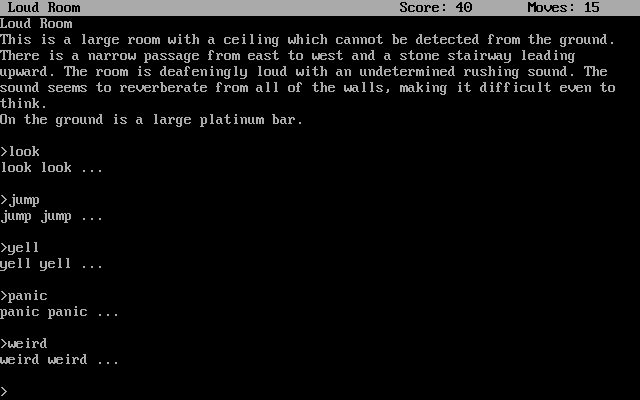 Loud Room Score: 40 Moves: 15
Loud Room
This is a large room with a ceiling which cannot be detected from the ground.
There is a narrow passage from east to west and a stone stairway leading
upward. The room is deafeningly loud with an undetermined rushing sound. The
sound seems to reverberate from all of the walls, making it difficult even to
think.
On the ground is a large platinum bar.
>look
look look ...
>jump
jump jump ...
>yell
yell yell ...
>panic
panic panic ...
>weird
weird weird ...
>